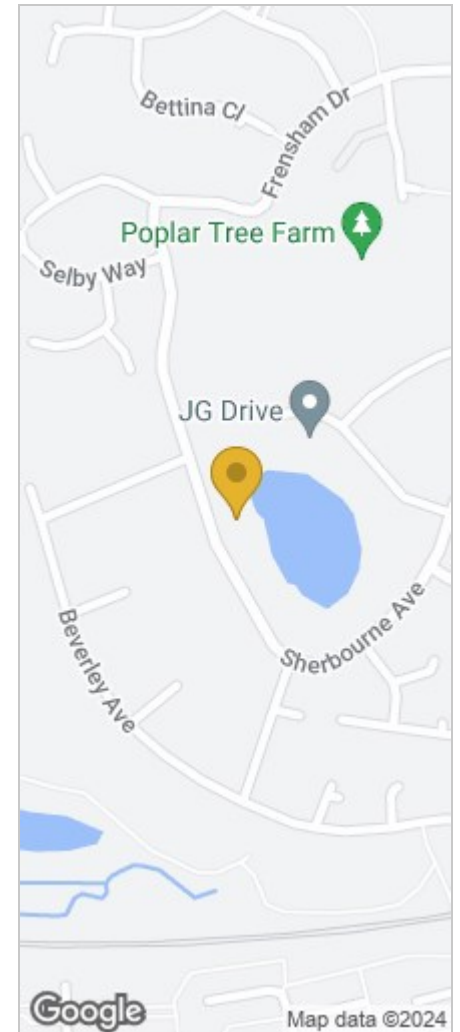 Bettina Cl
Frensham Dr
Poplar Tree Farm
Selby Way
JG Drive
Sherbourne Ave
Beverley Ave
Google
Map data ©2024